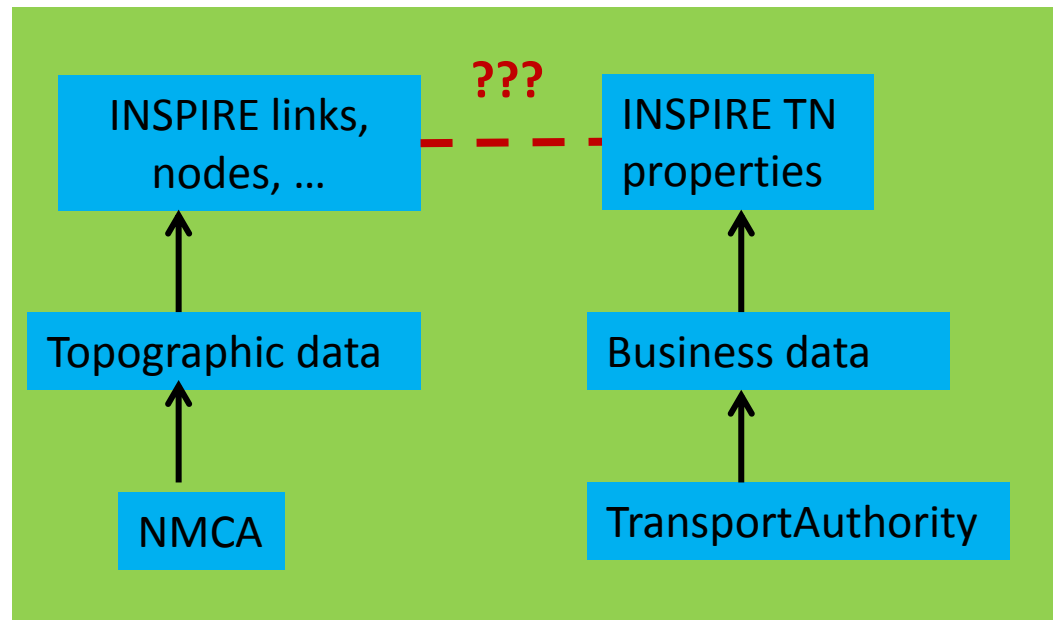 ???
INSPIRE links,
nodes, ...
INSPIRE TN
properties
Topographic data
Business data
NMCA
TransportAuthority